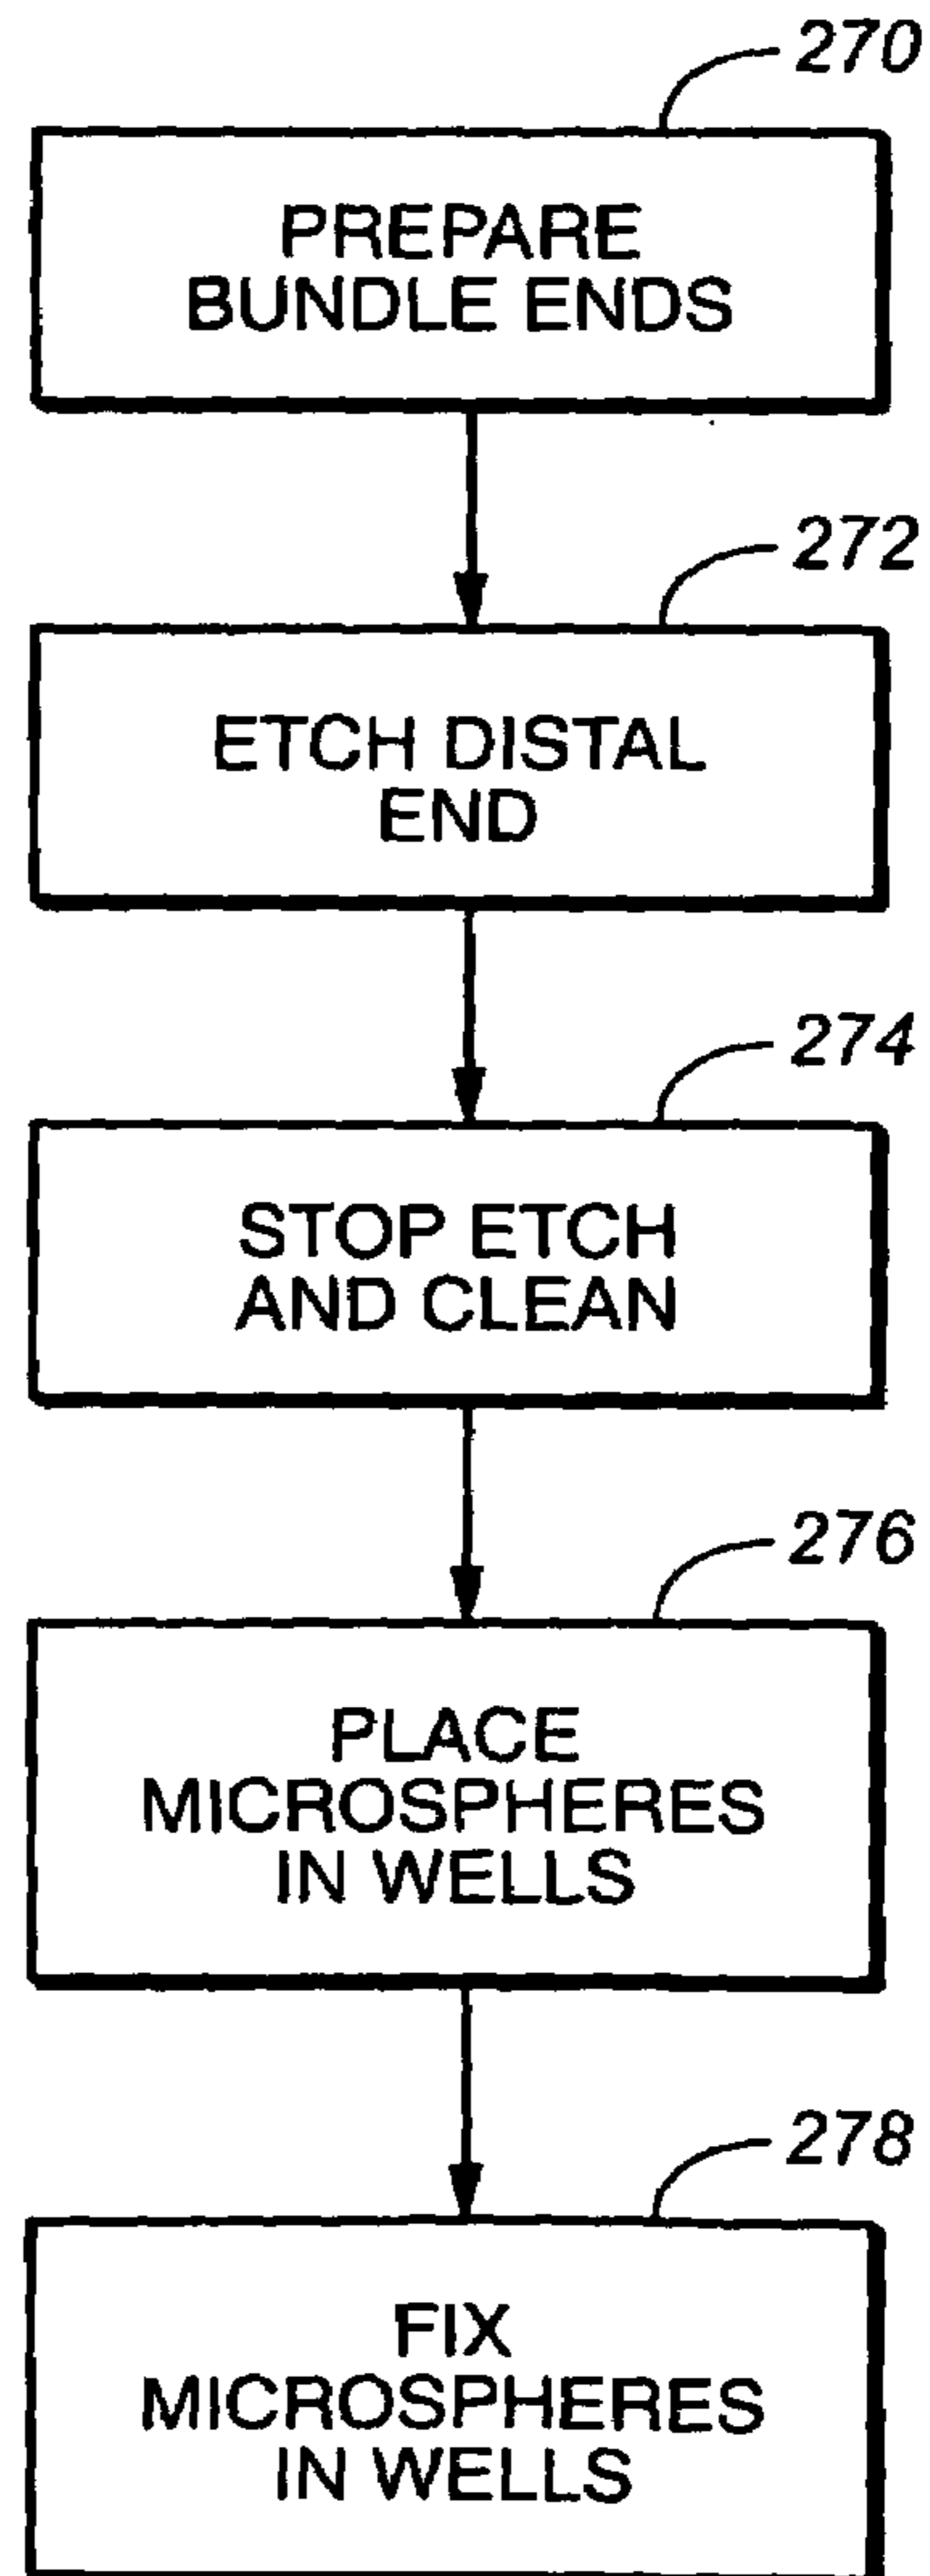 270
PREPARE
BUNDLE ENDS
272
ETCH DISTAL
END
274
STOP ETCH
AND CLEAN
276
PLACE
MICROSPHERES
IN WELLS
278
FIX
MICROSPHERES
IN WELLS